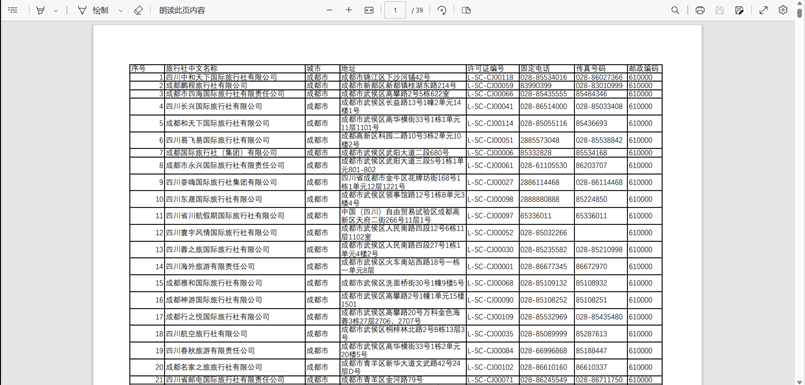 绘制 朗读此页内容 1 / 39
序号 旅行社中文名称 城市 地址 许可证编号 固定电话 传真号码 邮政编码
1 四川中和天下国际旅行社有限公司 成都市 成都市锦江区下沙河铺42号 L-SC-CJ00118 028-85534016 028-86027366 610000
2 成都鹏程旅行社有限公司 成都市 成都市新都区新都镇桂湖东路214号 L-SC-CJ00059 83990399 028-83010999 610000
3 成都市四海国际旅行社有限责任公司 成都市 成都市武侯区高攀路2号5栋622室 L-SC-CJ00066 028-85435555 85484346 610000
4 四川长兴国际旅行社有限公司 成都市 成都市武侯区长益路13号1幢2单元14楼1号 L-SC-CJ00041 028-86514000 028-85033408 610000
5 成都和天下国际旅行社有限公司 成都市 成都市武侯区高华横街33号1栋1单元11层1101号 L-SC-CJ00114 028-85055116 85436693 610000
6 四川易飞易国际旅行社有限公司 成都市 成都高新区科园二路10号3栋2单元10楼2号 L-SC-CJ00051 2885573048 028-85538842 610000
7 成都国际旅行社（集团）有限公司 成都市 成都市武侯区武阳大道二段680号 L-SC-CJ00006 85332828 85534168 610000
8 成都市永兴国际旅行社有限责任公司 成都市 成都市武侯区武阳大道三段5号1栋1单元801-802 L-SC-CJ00061 028-61105530 86203707 610000
9 四川耍嗨国际旅行社集团有限公司 成都市 四川省成都市金牛区花牌坊街168号1栋1单元12层1221号 L-SC-CJ00027 2886114468 028-86114468 610000
10 四川东晟国际旅行社有限公司 成都市 成都市武侯区领事馆路12号1栋8单元3楼4号 L-SC-CJ00098 2888880888 85224850 610000
11 四川省川航假期国际旅行社有限公司 成都市 中国（四川）自由贸易试验区成都高新区天府二街266号11层1号 L-SC-CJ00097 65336011 65336011 610000
12 四川寰宇风情国际旅行社有限公司 成都市 成都市武侯区人民南路四段12号6栋11层1102室 L-SC-CJ00052 028-85032266 610000
13 四川蓉之旅国际旅行社有限公司 成都市 成都市武侯区人民南路四段27号1栋1单元4楼2号 L-SC-CJ00030 028-85235582 028-85210998 610000
14 四川海外旅游有限责任公司 成都市 成都市武侯区火车南站西路18号一栋一单元8层 L-SC-CJ00001 028-86677345 86672970 610000
15 成都雅和国际旅行社有限公司 成都市 成都市武侯区洗面桥街30号1幢9楼5号 L-SC-CJ00068 028-85109132 85108932 610000
16 成都神游国际旅行社有限公司 成都市 成都市武侯区高攀路2号1幢1单元15楼1501 L-SC-CJ00090 028-85108252 85108251 610000
17 成都行之悦国际旅行社有限公司 成都市 成都市武侯区高攀路20号万科金色海蓉3栋27层2706、2707号 L-SC-CJ00109 028-85532969 028-85435480 610000
18 四川航空旅行社有限公司 成都市 成都市武侯区桐梓林北路2号8栋13层3号 L-SC-CJ00035 028-85089999 85287613 610000
19 四川春秋旅游有限责任公司 成都市 成都市武侯区高华横街33号1栋2单元20楼5号 L-SC-CJ00084 028-66996868 85188447 610000
20 成都名家之旅旅行社有限公司 成都市 成都市青羊区新华大道文武路42号24层D号 L-SC-CJ00102 028-86610160 86610337 610000
21 四川省邮电国际旅行社有限责任公司 成都市 成都市青羊区金河路79号 L-SC-CJ00071 028-86245549 028-86711750 610000